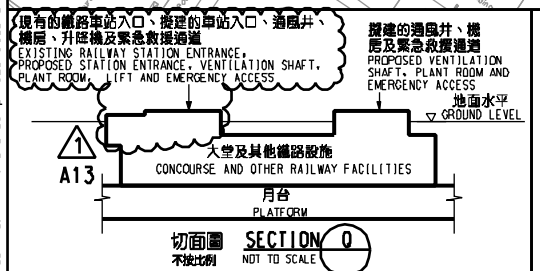 現有的鐵路車站入口、擬建的車站入口、通風井、
機房、升降機及緊急救援通道
EXISTING RAILWAY STATION ENTRANCE,
PROPOSED STATION ENTRANCE, VENTILATION SHAFT,
PLANT ROOM, LIFT AND EMERGENCY ACCESS
擬建的通風井、機
房及緊急救援通道
PROPOSED VENTILATION
SHAFT, PLANT ROOM AND
EMERGENCY ACCESS
地面水平
GROUND LEVEL
1
A13
大堂及其他鐵路設施
CONCOURSE AND OTHER RAILWAY FACILITIES
月台
PLATFORM
切面圖 SECTION Q
不按比例 NOT TO SCALE